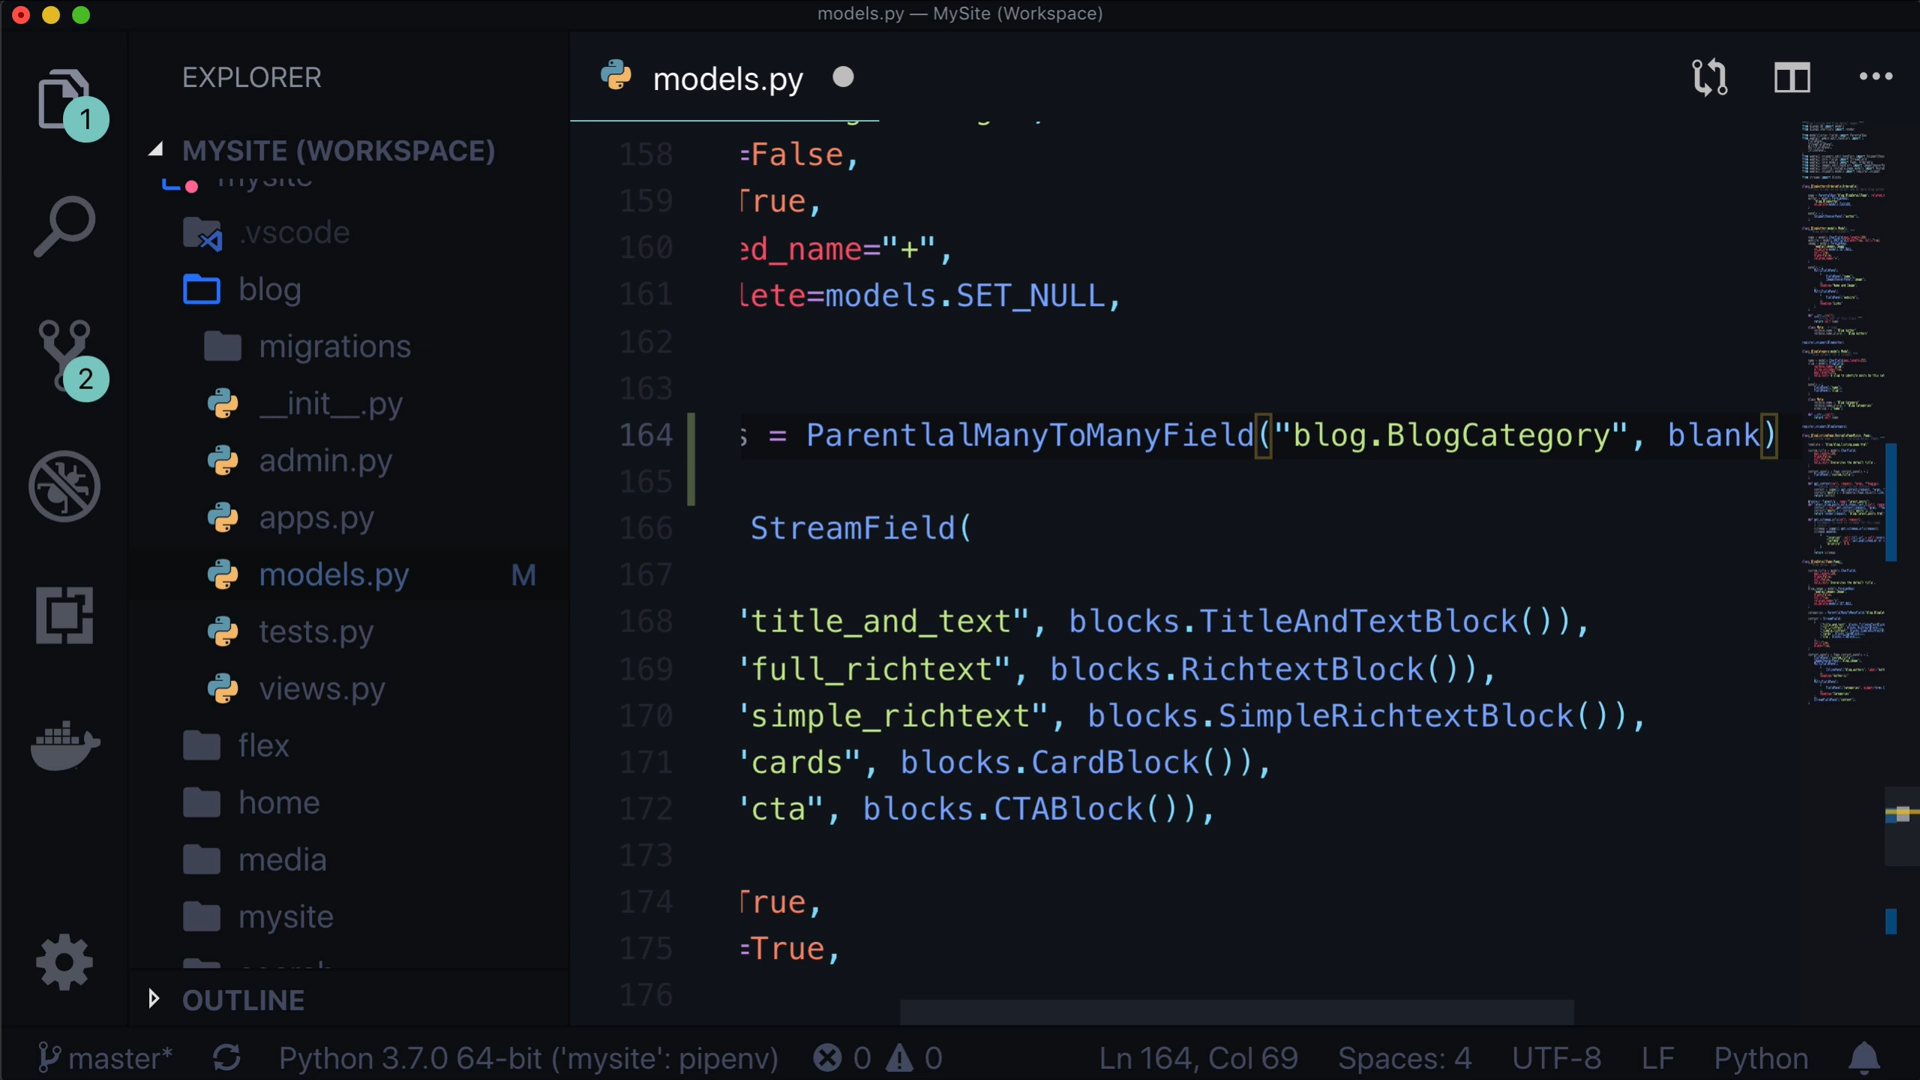 models.py — MySite (Workspace)
EXPLORER
1
MYSITE (WORKSPACE)
mysite
.vscode
blog
migrations
__init__.py
admin.py
apps.py
models.py M
tests.py
views.py
flex
home
media
mysite
search
OUTLINE
2
models.py
158 =False,
159 True,
160 ed_name="+",
161 lete=models.SET_NULL,
162
163
164 s = ParentlalManyToManyField("blog.BlogCategory", blank)
165
166 StreamField(
167
168 "title_and_text", blocks.TitleAndTextBlock()),
169 "full_richtext", blocks.RichtextBlock()),
170 "simple_richtext", blocks.SimpleRichtextBlock()),
171 "cards", blocks.CardBlock()),
172 "cta", blocks.CTABlock()),
173
174 True,
175 =True,
176
master* Python 3.7.0 64-bit ('mysite': pipenv) 0 0 Ln 164, Col 69 Spaces: 4 UTF-8 LF Python